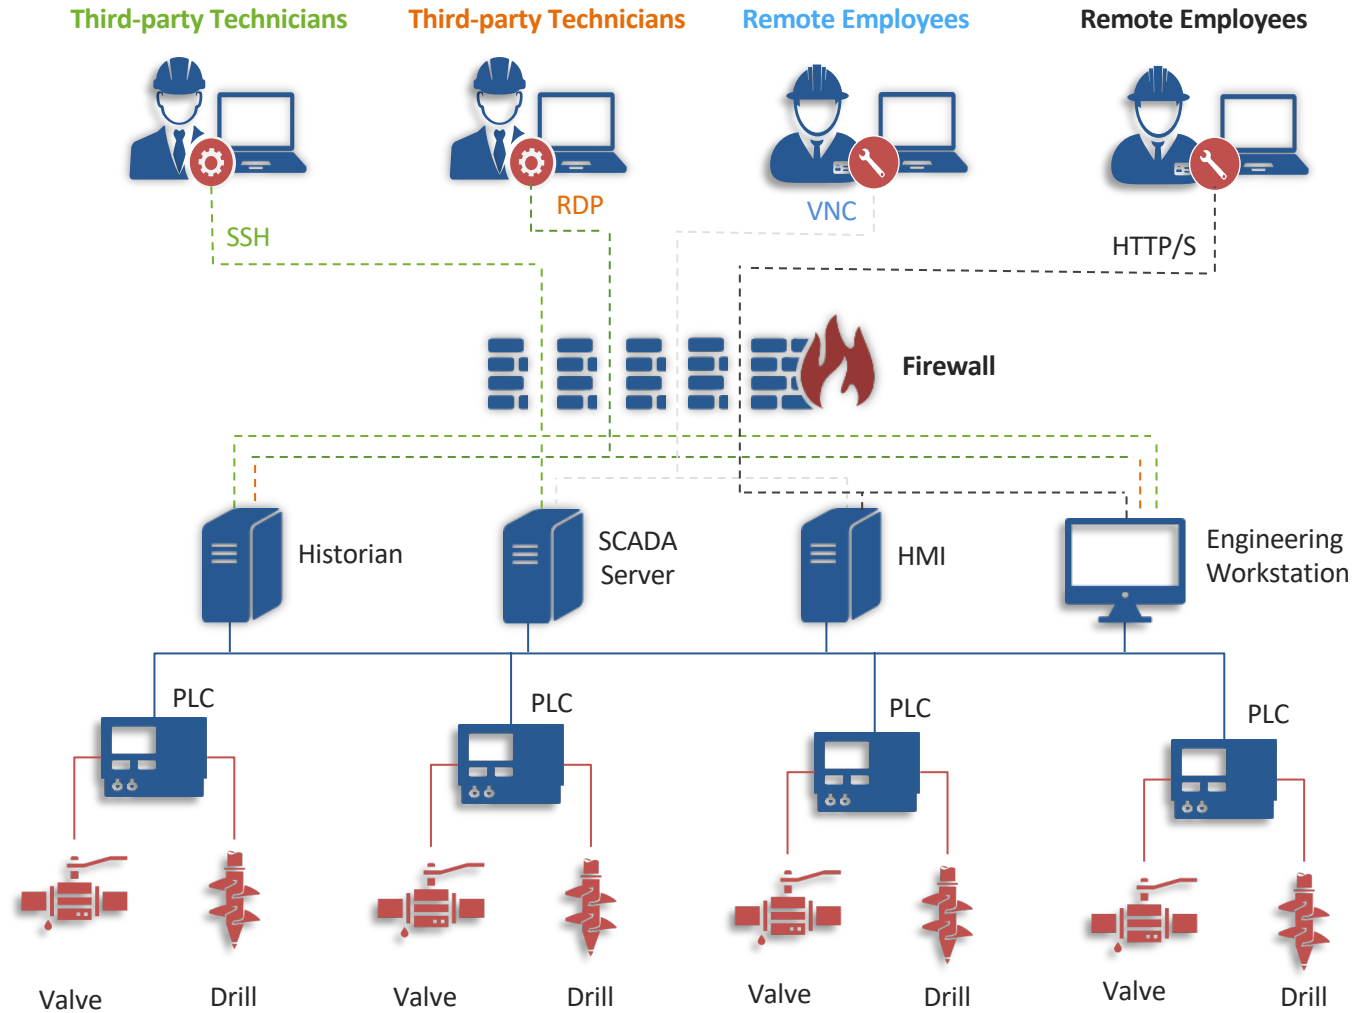 Third-party Technicians
Third-party Technicians
Remote Employees
Remote Employees
RDP
VNC
SSH
HTTP/S
Firewall
Historian
SCADA
Server
HMI
Engineering
Workstation
PLC
PLC
PLC
PLC
Valve
Drill
Valve
Drill
Valve
Drill
Valve
Drill